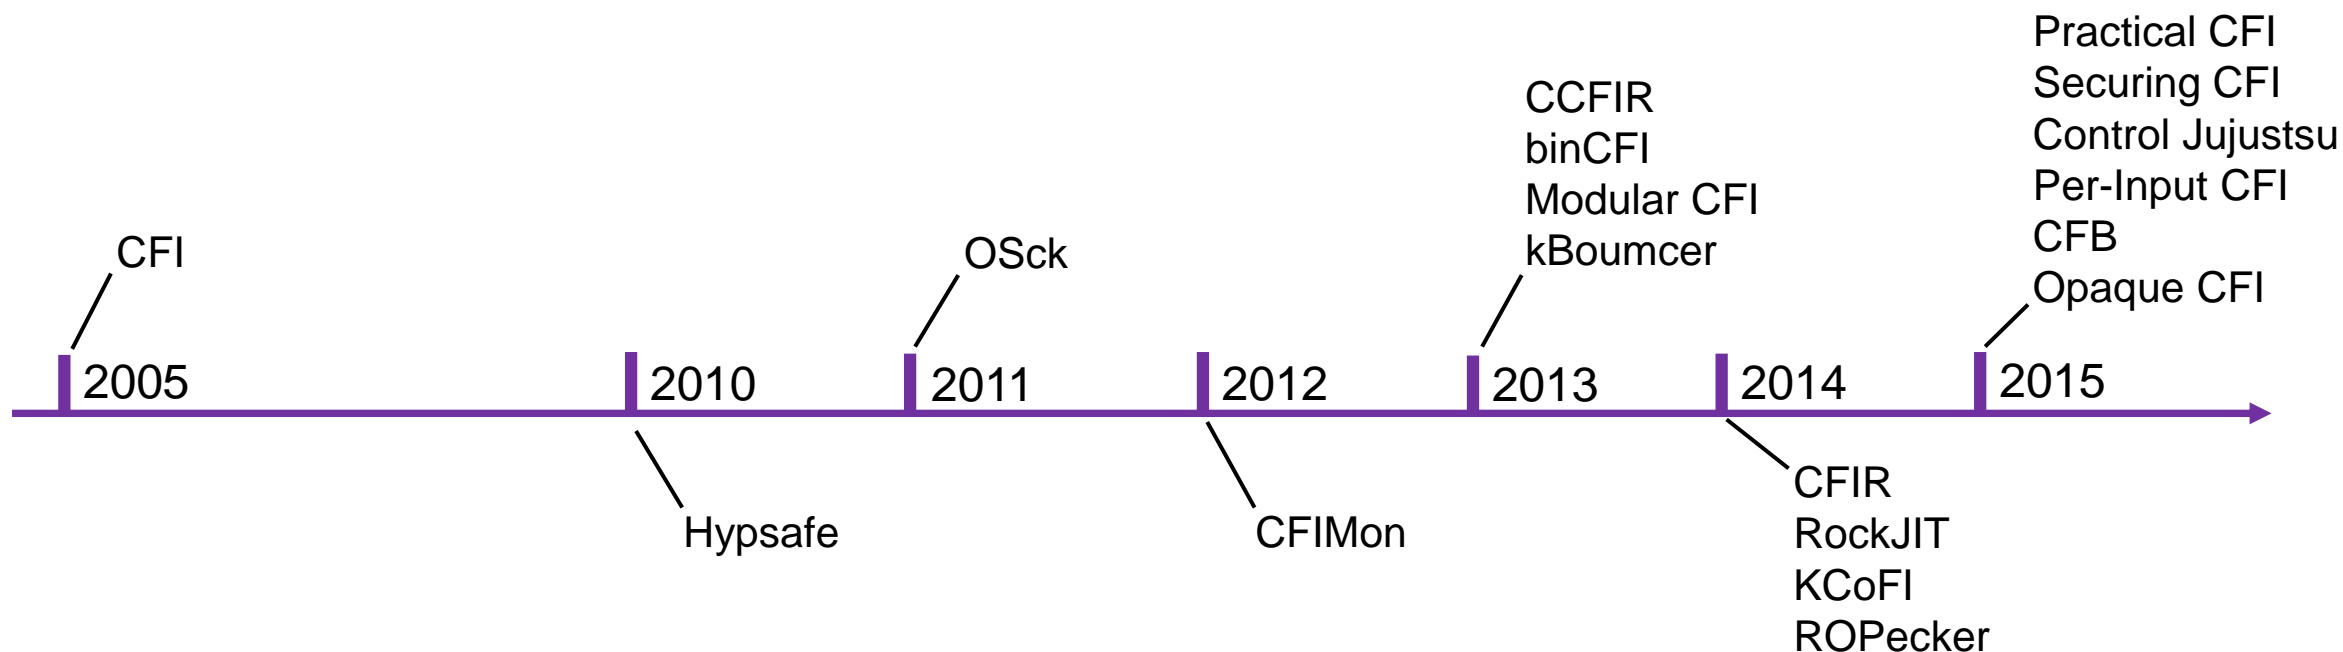 Practical CFI
Securing CFI
Control Jujustsu
Per-Input CFI
CFB
Opaque CFI
CCFIR
binCFI
Modular CFI
kBoumcer
CFI
OSck
2005
2010
2011
2012
2013
2014
2015
Hypsafe
CFIMon
CFIR
RockJIT
KCoFI
ROPecker